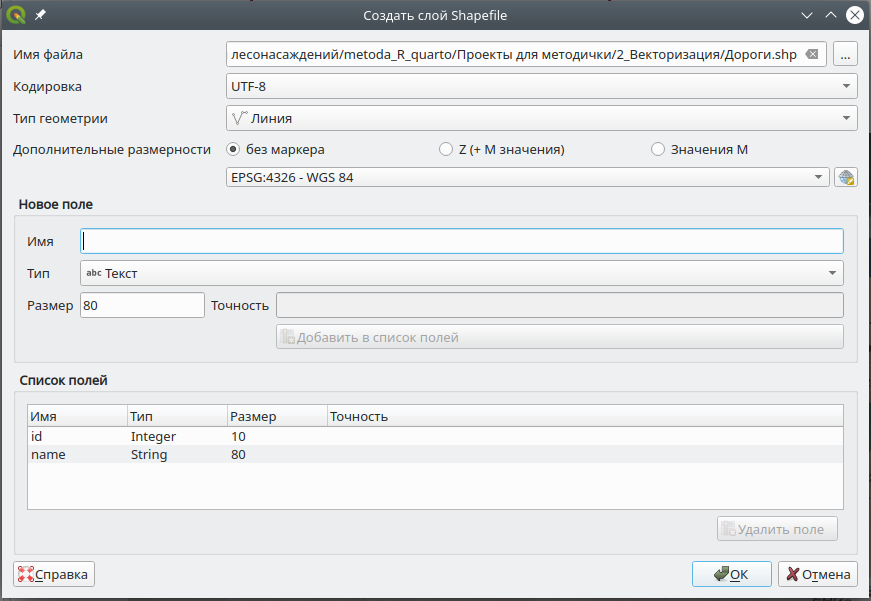 Создать слой Shapefile
Имя файла лесонасаждений/metoda_R_quarto/Проекты для методички/2_Векторизация/Дороги.shp ...
Кодировка UTF-8
Тип геометрии Линия
Дополнительные размерности без маркера Z (+ M значения) Значения M
EPSG:4326 - WGS 84
Новое поле
Имя
Тип abc Текст
Размер 80 Точность
Добавить в список полей
Список полей
Имя Тип Размер Точность
id Integer 10
name String 80
Удалить поле
Справка OK Отмена